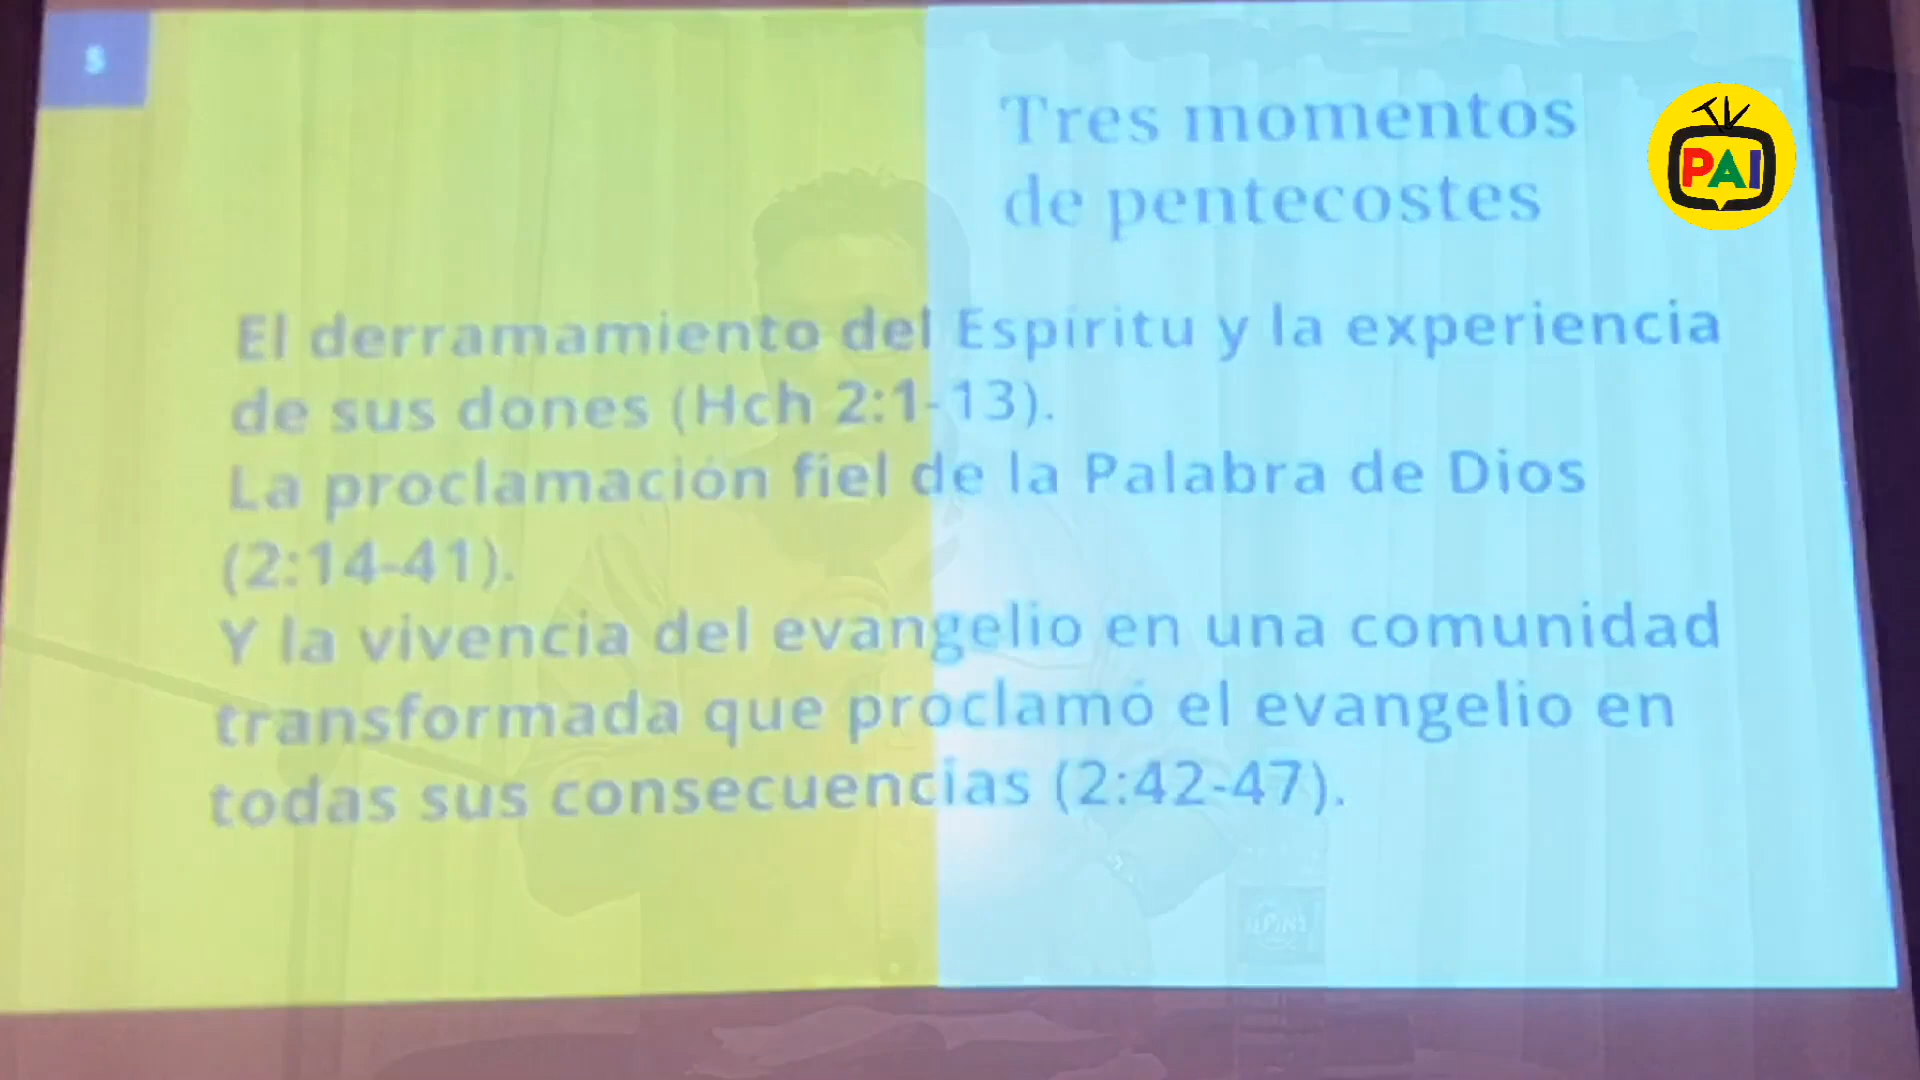 5
Tres momentos
de pentecostes
TV
PAI
El derramamiento del Espiritu y la experiencia
de sus dones (Hch 2:1-13).
La proclamación fiel de la Palabra de Dios
(2:14-41).
Y la vivencia del evangelio en una comunidad
transformada que proclamó el evangelio en
todas sus consecuencias (2:42-47).